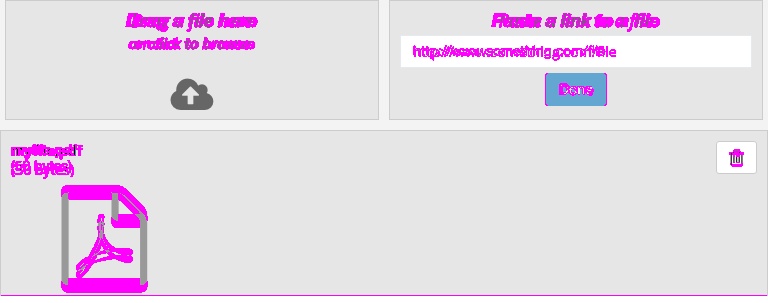 Drag a file here
or click to browse
Paste a link to a file
http://www.something.com/f/file
Done
myfile.pdf
(50 bytes)